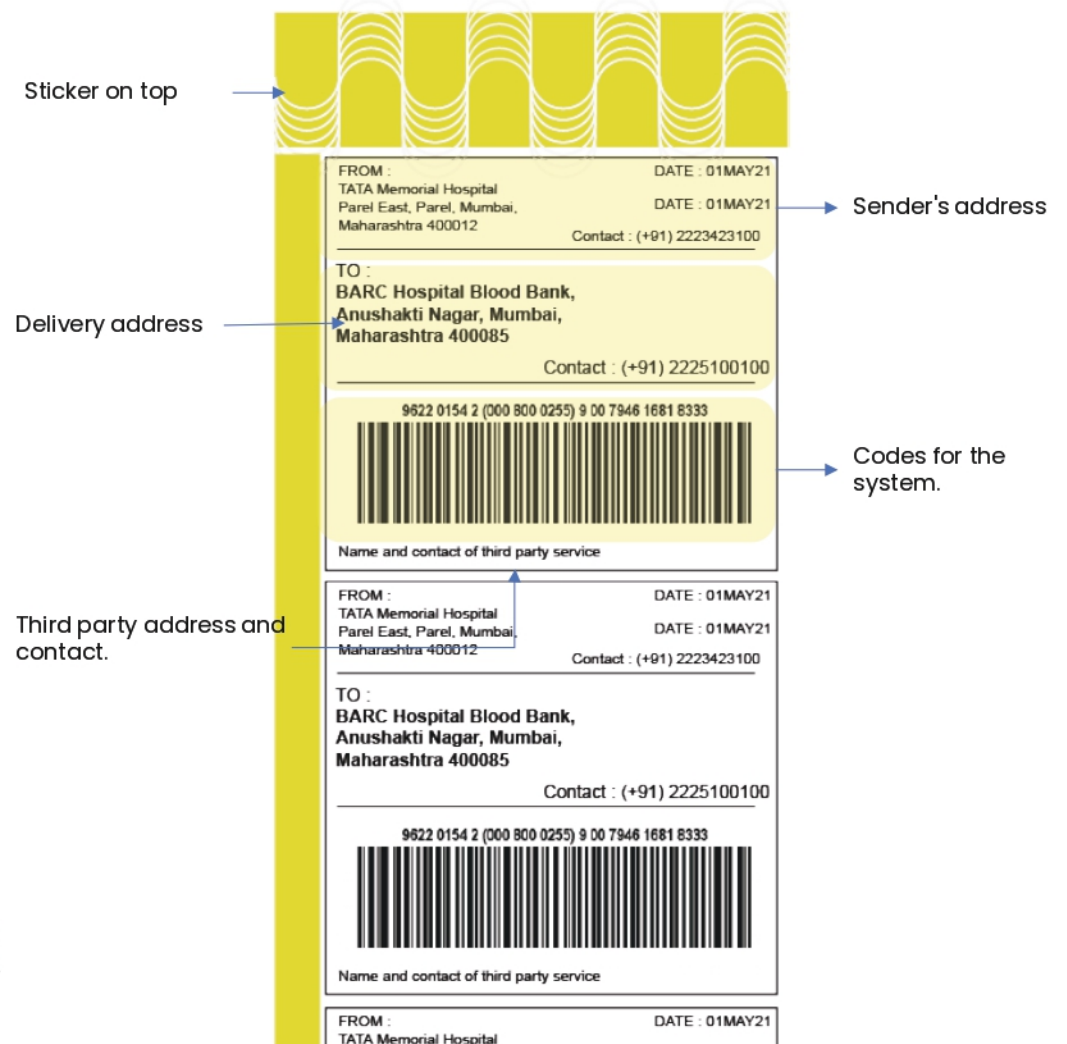 Sticker on top
FROM :
DATE : 01MAY21
TATA Memorial Hospital
Parel East, Parel, Mumbai,
DATE : 01MAY21
Maharashtra 400012
Contact : (+91) 2223423100
Sender's address
TO :
BARC Hospital Blood Bank,
Anushakti Nagar, Mumbai,
Maharashtra 400085
Delivery address
Contact : (+91) 2225100100
9622 0154 2 (000 800 0255) 9 00 7946 1681 8333
Codes for the
system.
Name and contact of third party service
Third party address and
contact.
FROM :
DATE : 01MAY21
TATA Memorial Hospital
Parel East, Parel, Mumbai,
DATE : 01MAY21
Maharashtra 400012
Contact : (+91) 2223423100
TO :
BARC Hospital Blood Bank,
Anushakti Nagar, Mumbai,
Maharashtra 400085
Contact : (+91) 2225100100
9622 0154 2 (000 800 0255) 9 00 7946 1681 8333
Name and contact of third party service
FROM :
DATE : 01MAY21
TATA Memorial Hospital